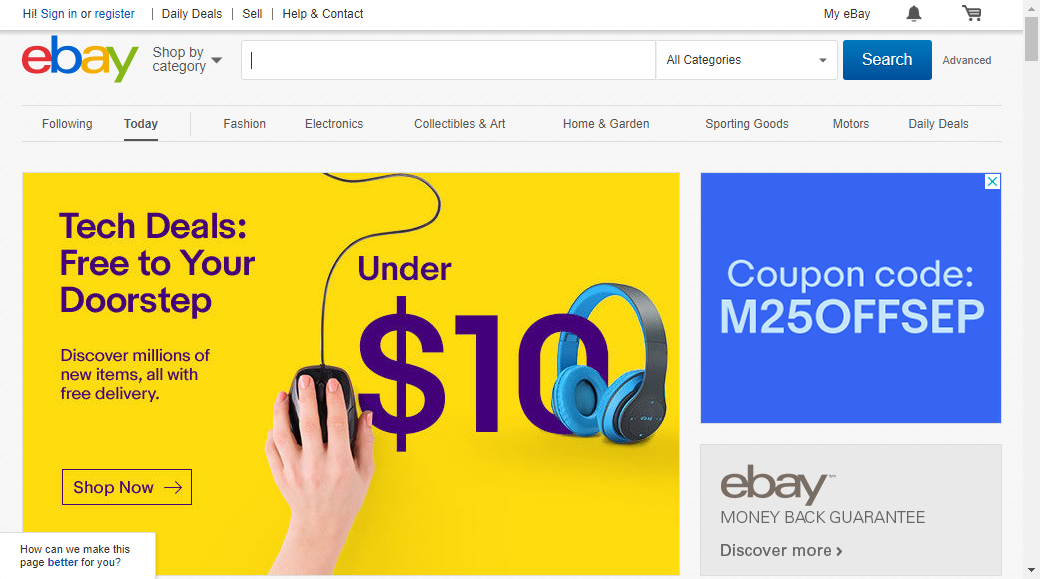 Hi! Sign in or register | Daily Deals | Sell | Help & Contact
My eBay
ebay
Shop by
category
All Categories
Search
Advanced
Following
Today
Fashion
Electronics
Collectibles & Art
Home & Garden
Sporting Goods
Motors
Daily Deals
Tech Deals:
Free to Your
Doorstep
Discover millions of
new items, all with
free delivery.
Shop Now
Under
$10
Coupon code:
M25OFFSEP
ebay
MONEY BACK GUARANTEE
Discover more
How can we make this
page better for you?